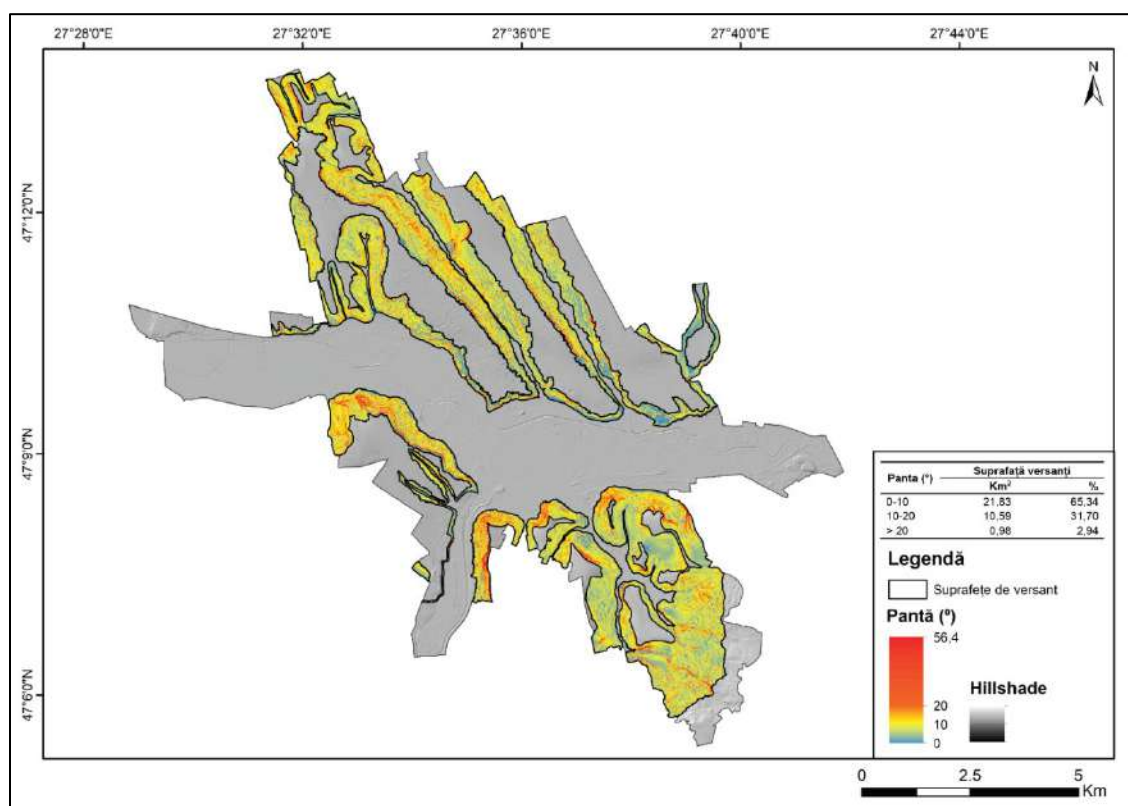 27°28'0"E 27°32'0"E 27°36'0"E 27°40'0"E 27°44'0"E
N
47°12'0"N
47°9'0"N
47°6'0"N
Panta (°) Suprafață versanți
Km² %
0-10 21,83 65,34
10-20 10,59 31,70
> 20 0,98 2,94
Legendă
Suprafețe de versant
Pantă (º)
56,4
20
10
0
Hillshade
0 2.5 5
Km